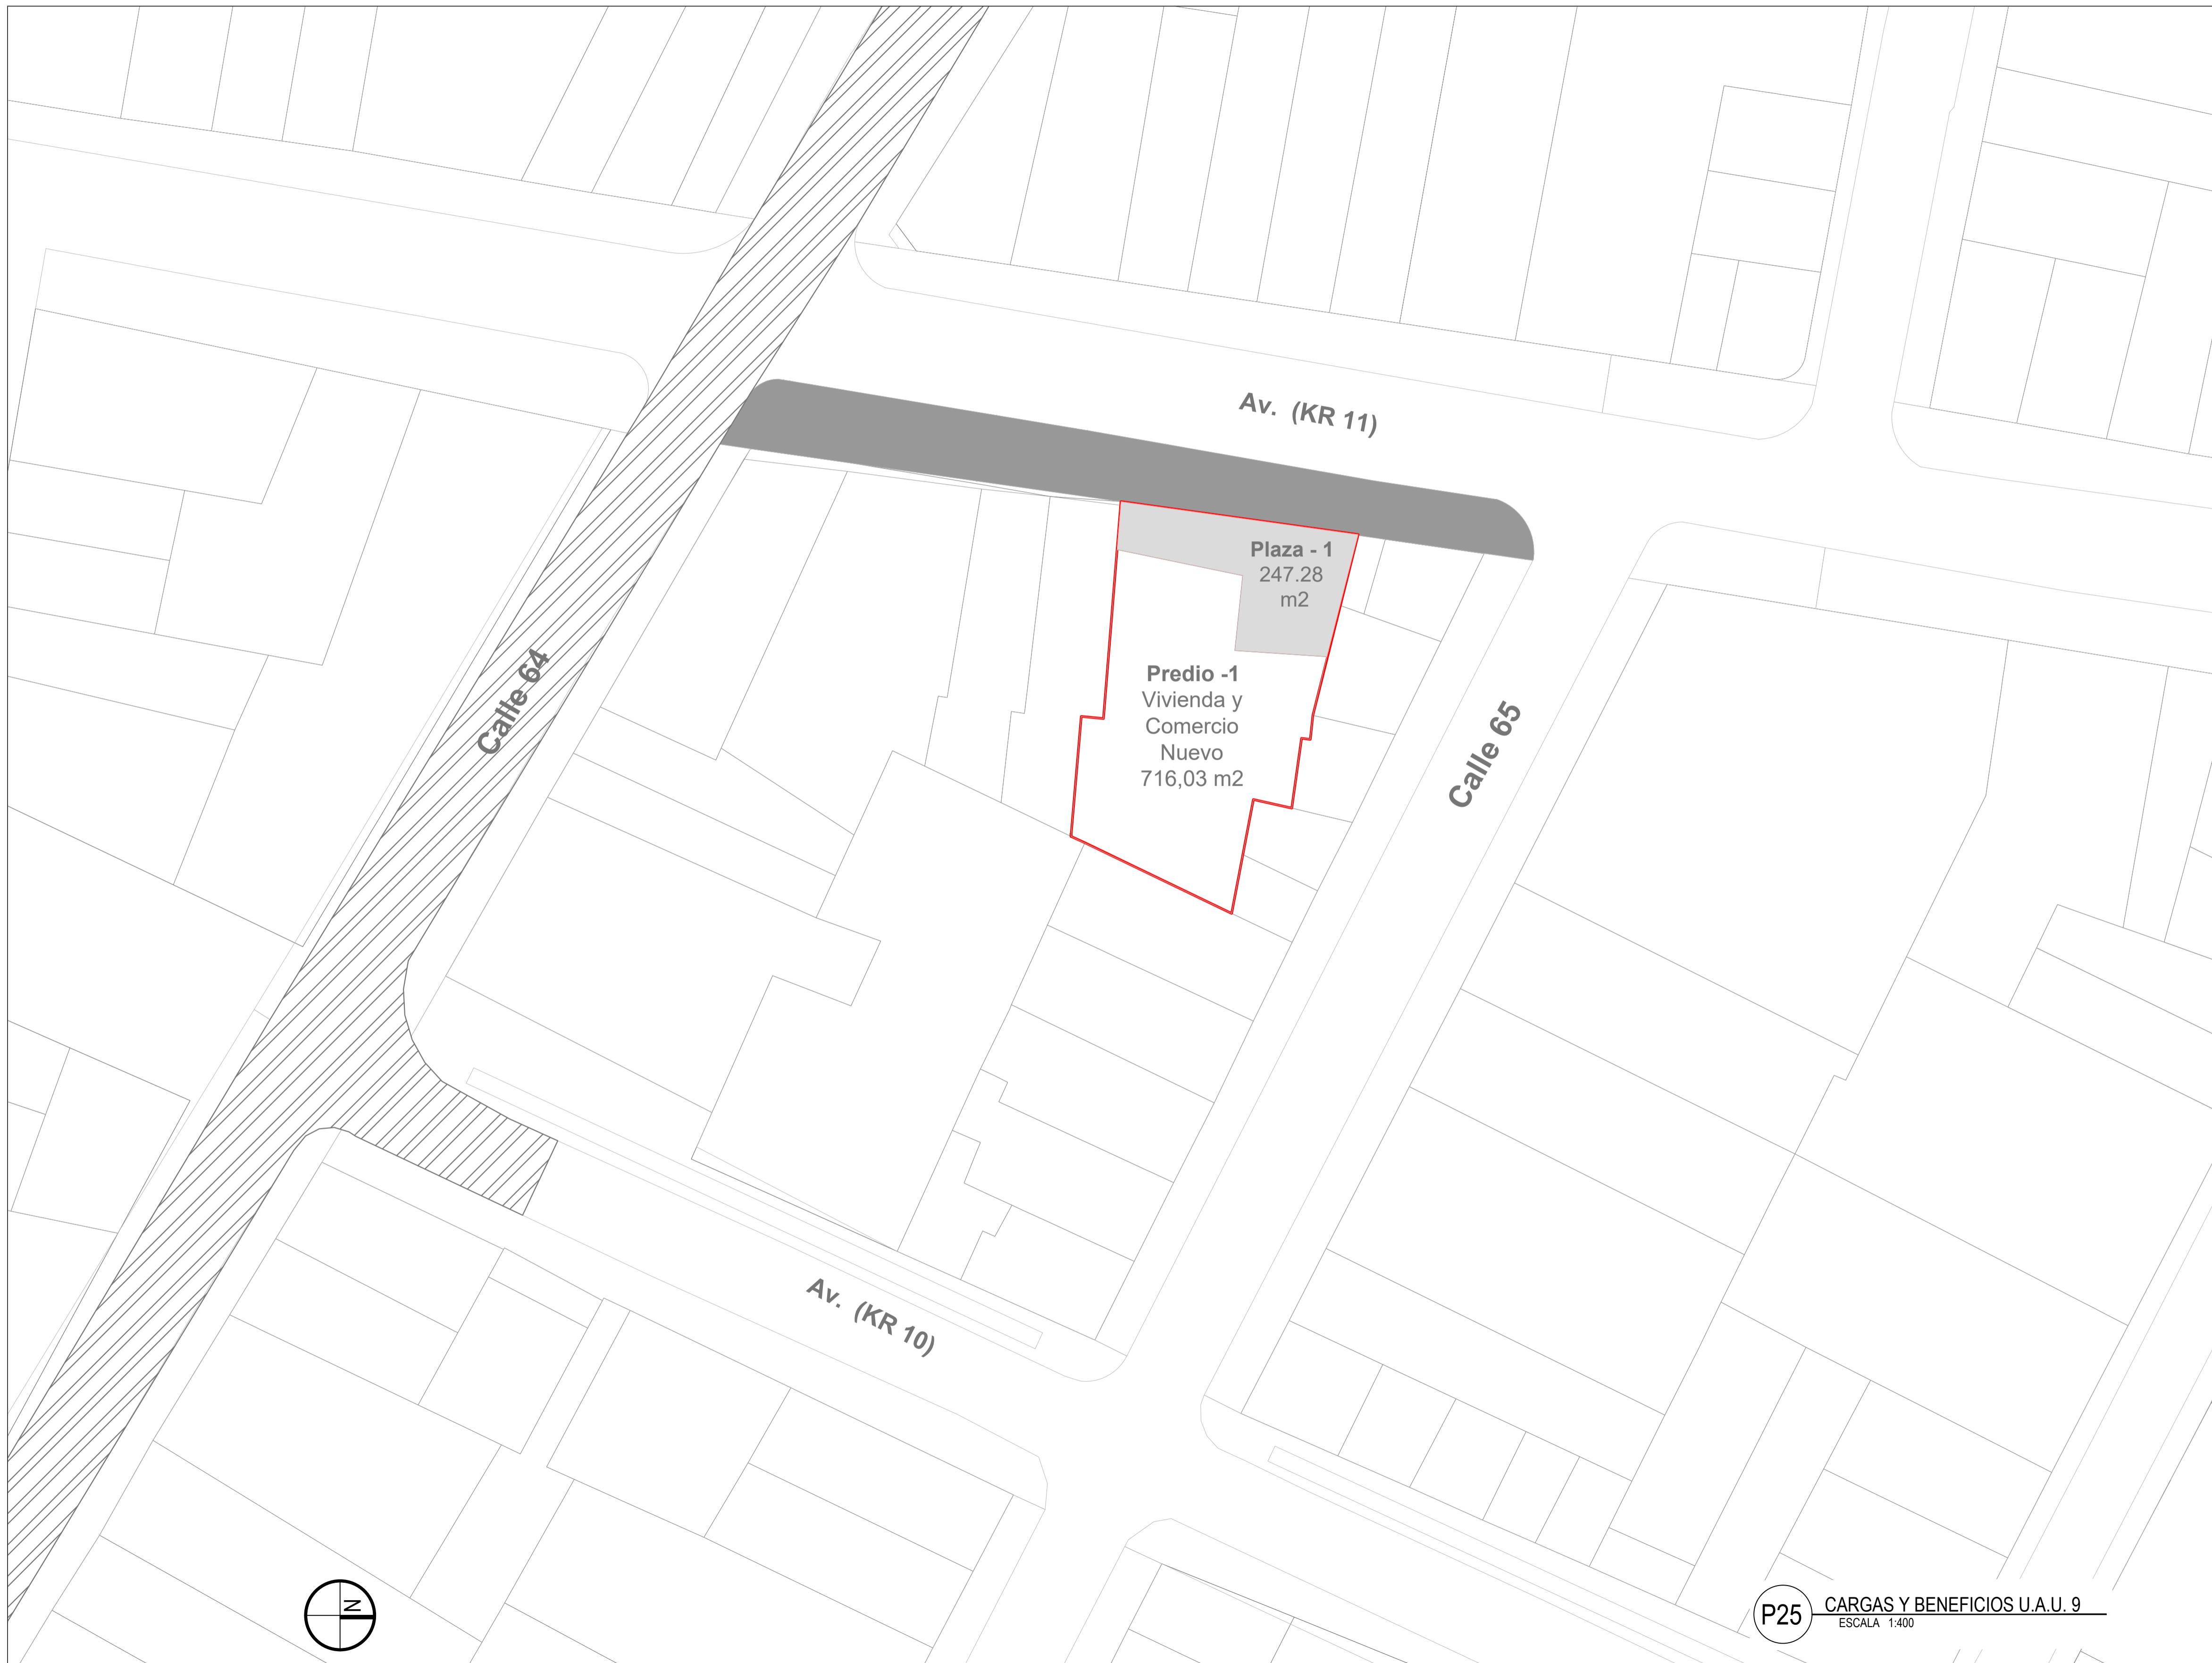 Av. (KR 11)
Plaza - 1
247.28
m2
Calle 64
Predio -1
Vivienda y
Comercio
Nuevo
716,03 m2
Calle 65
Av. (KR 10)
N
P25
CARGAS Y BENEFICIOS U.A.U. 9
ESCALA 1:400